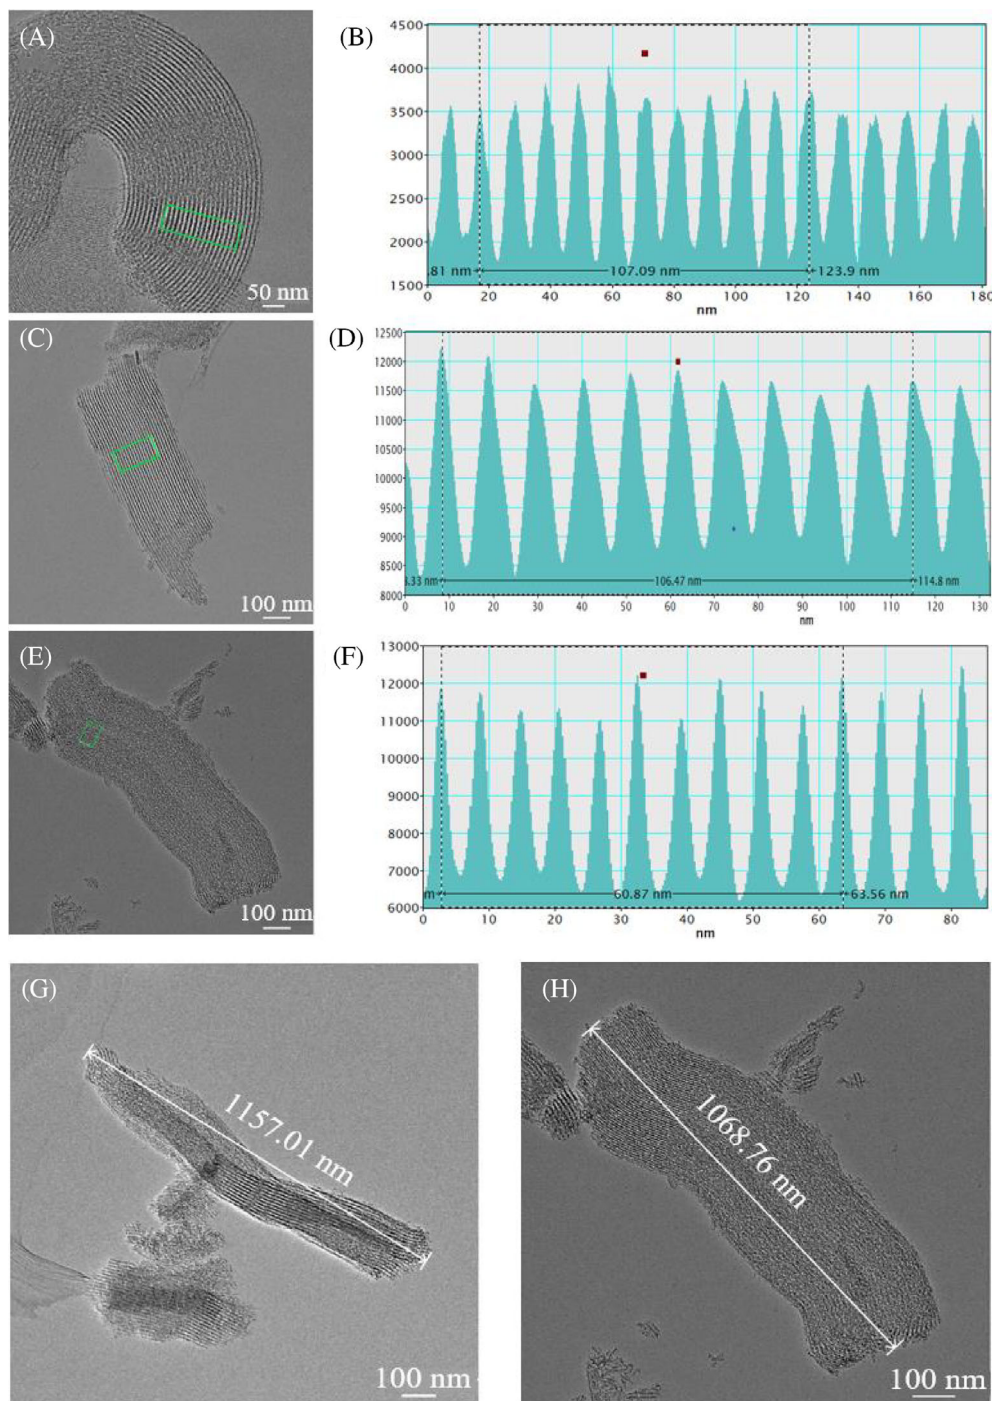 (A)
50 nm
(B)
4500
4000
3500
3000
2500
2000
1500
.81 nm
107.09 nm
123.9 nm
0 20 40 60 80 100 120 140 160 180
nm
(C)
100 nm
(D)
12500
12000
11500
11000
10500
10000
9500
9000
8500
8000
.33 nm
106.47 nm
114.8 nm
0 10 20 30 40 50 60 70 80 90 100 110 120 130
nm
(E)
100 nm
(F)
13000
12000
11000
10000
9000
8000
7000
6000
m
60.87 nm
63.56 nm
0 10 20 30 40 50 60 70 80
nm
(G)
1157.01 nm
100 nm
(H)
1068.76 nm
100 nm